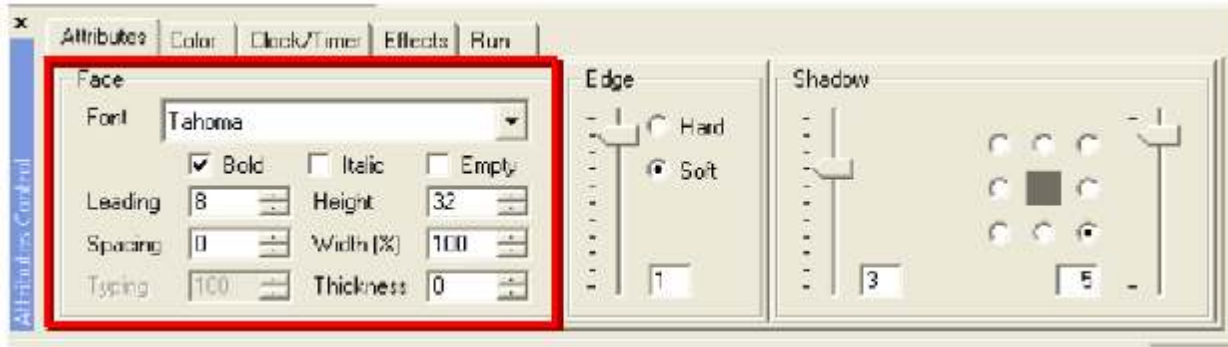 Attributes Color Clock/Timer Effects Run
Attributes Control
Face
Font Tahoma
Bold Italic Empty
Leading 8 Height 32
Spacing 0 Width (%) 100
Typing 100 Thickness 0
Edge
Hard
Soft
1
Shadow
3 5